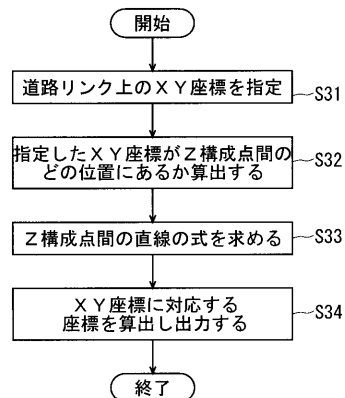 開始
道路リンク上のXY座標を指定
S31
指定したXY座標がZ構成点間の
どの位置にあるか算出する
S32
Z構成点間の直線の式を求める
S33
XY座標に対応する
座標を算出し出力する
S34
終了